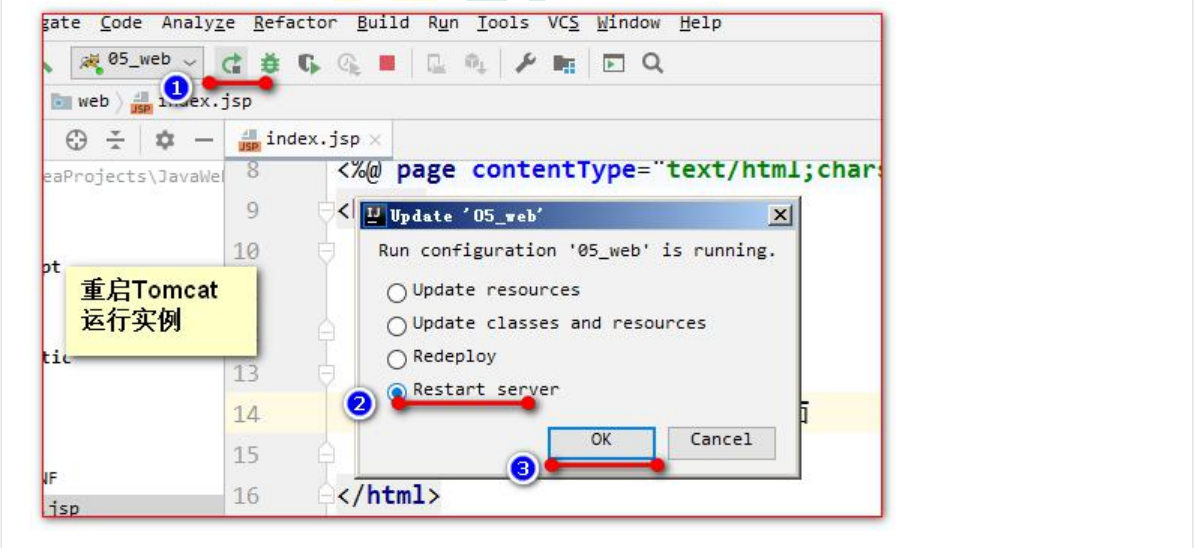 gate Code Analyze Refactor Build Run Tools VCS Window Help
05_web
1
web index.jsp
index.jsp
eaProjects\JavaWe
8 <%@ page contentType="text/html;char
9 <
Update '05_web'
Run configuration '05_web' is running.
10
pt
重启Tomcat
运行实例
Update resources
Update classes and resources
Redeploy
tic
13
Restart server
2
14
OK Cancel
3
15
NF
.jsp
16 </html>